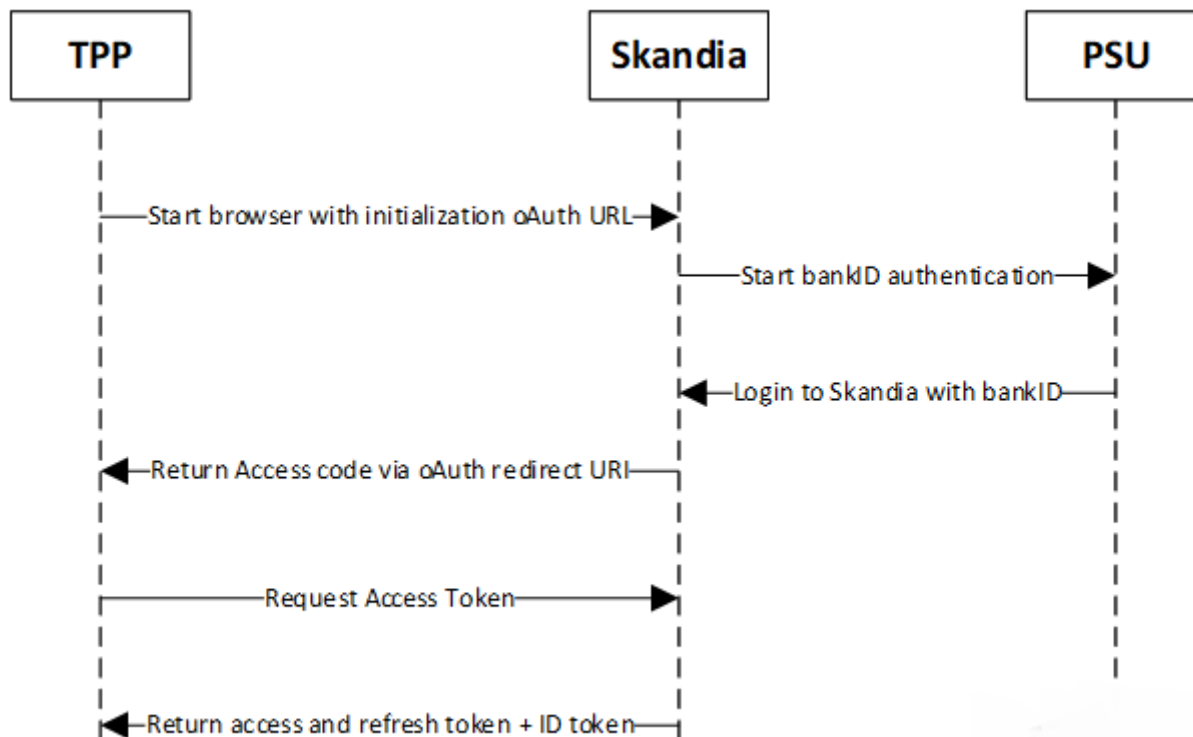 TPP
Skandia
PSU
Start browser with initialization oAuth URL
Start bankID authentication
Login to Skandia with bankID
Return Access code via oAuth redirect URI
Request Access Token
Return access and refresh token + ID token